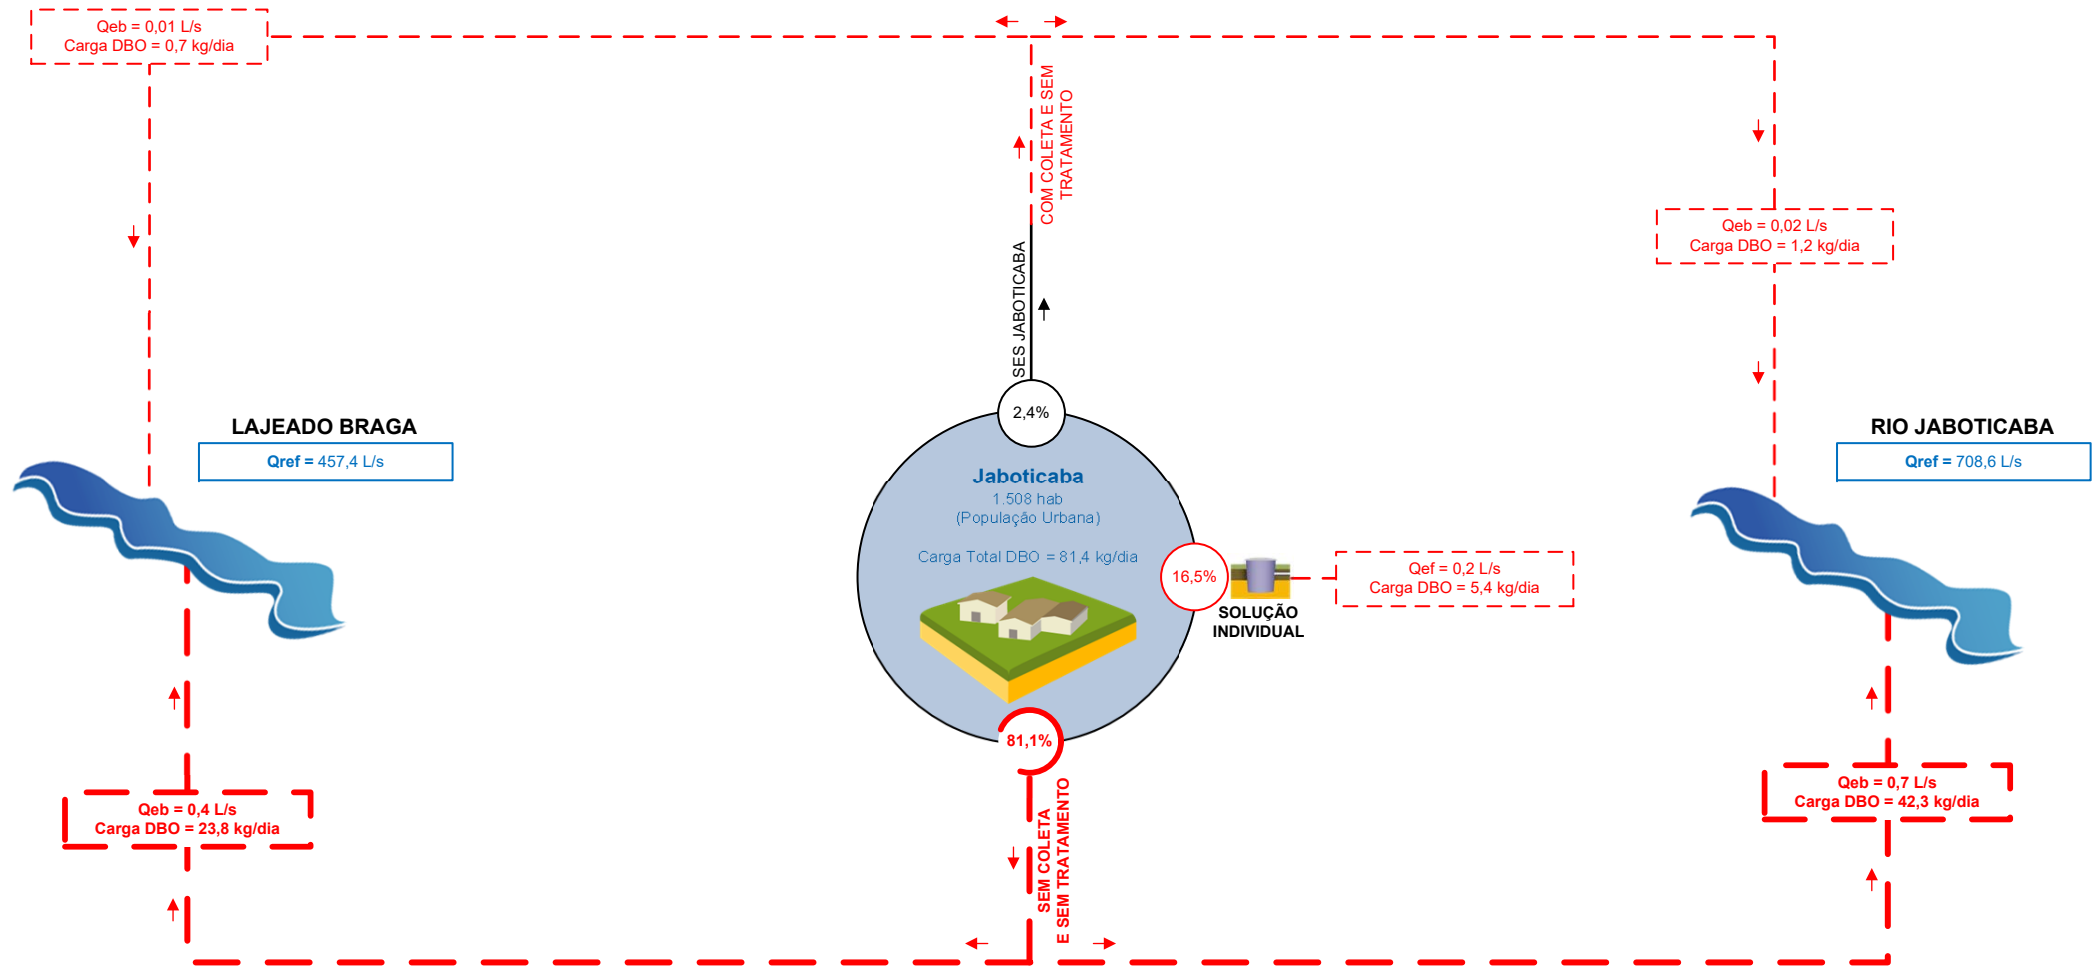 Qeb = 0,01 L/s
Carga DBO = 0,7 kg/dia
COM COLETA E SEM
TRATAMENTO
Qeb = 0,02 L/s
Carga DBO = 1,2 kg/dia
SES JABOTICABA
2,4%
LAJEADO BRAGA
Qref = 457,4 L/s
RIO JABOTICABA
Qref = 708,6 L/s
Jaboticaba
1.508 hab
(População Urbana)
Carga Total DBO = 81,4 kg/dia
16,5%
SOLUÇÃO
INDIVIDUAL
Qef = 0,2 L/s
Carga DBO = 5,4 kg/dia
81,1%
SEM COLETA
E SEM TRATAMENTO
Qeb = 0,4 L/s
Carga DBO = 23,8 kg/dia
Qeb = 0,7 L/s
Carga DBO = 42,3 kg/dia